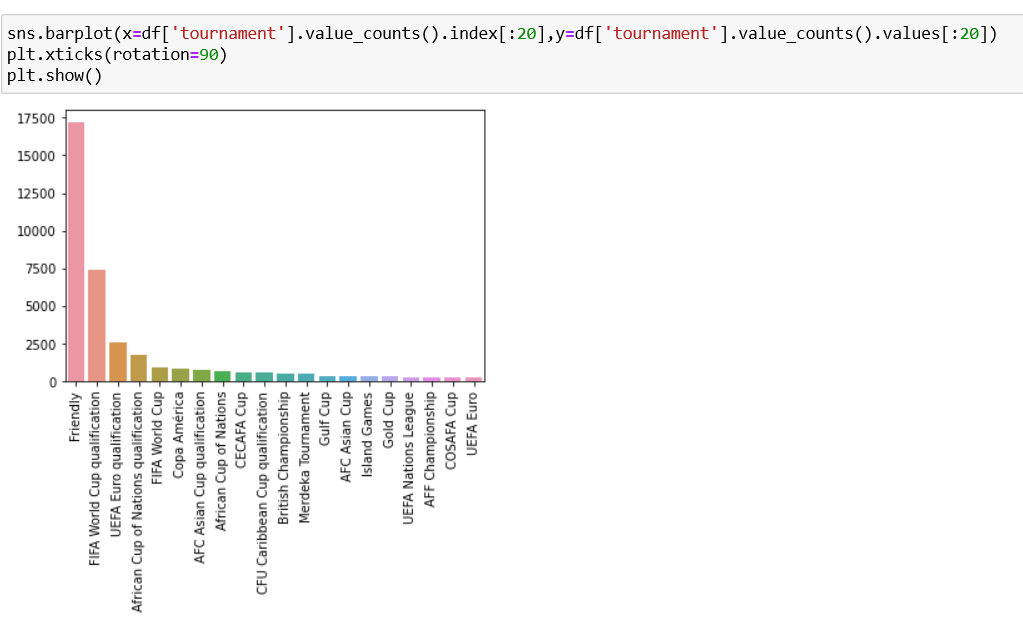 sns.barplot(x=df['tournament'].value_counts().index[:20],y=df['tournament'].value_counts().values[:20])
plt.xticks(rotation=90)
plt.show()
17500
15000
12500
10000
7500
5000
2500
0
Friendly
FIFA World Cup qualification
UEFA Euro qualification
African Cup of Nations qualification
FIFA World Cup
Copa América
AFC Asian Cup qualification
African Cup of Nations
CECAFA Cup
CFU Caribbean Cup qualification
British Championship
Merdeka Tournament
Gulf Cup
AFC Asian Cup
Island Games
Gold Cup
UEFA Nations League
AFF Championship
COSAFA Cup
UEFA Euro